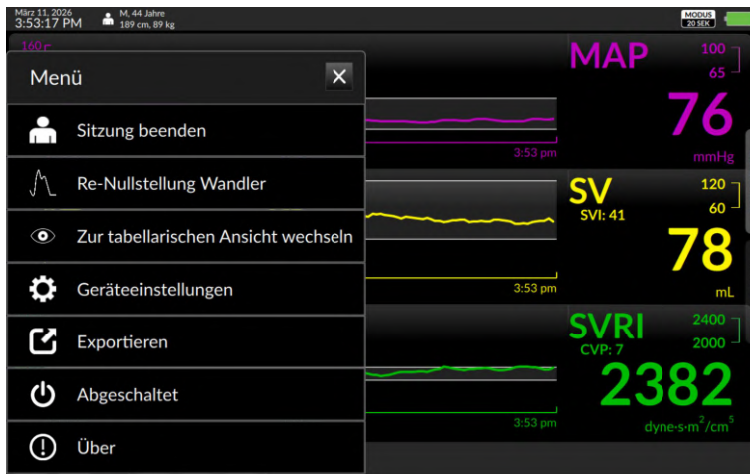 März 11, 2026
3:53:17 PM
M, 44 Jahre
189 cm, 89 kg
MODUS
20 SEK
160
Menü
Sitzung beenden
Re-Nullstellung Wandler
Zur tabellarischen Ansicht wechseln
Geräteeinstellungen
Exportieren
Abgeschaltet
Über
3:53 pm
MAP
100
65
76
mmHg
3:53 pm
SV
SVI: 41
120
60
78
mL
3:53 pm
SVRI
CVP: 7
2400
2000
2382
dyne·s·m²/cm⁵